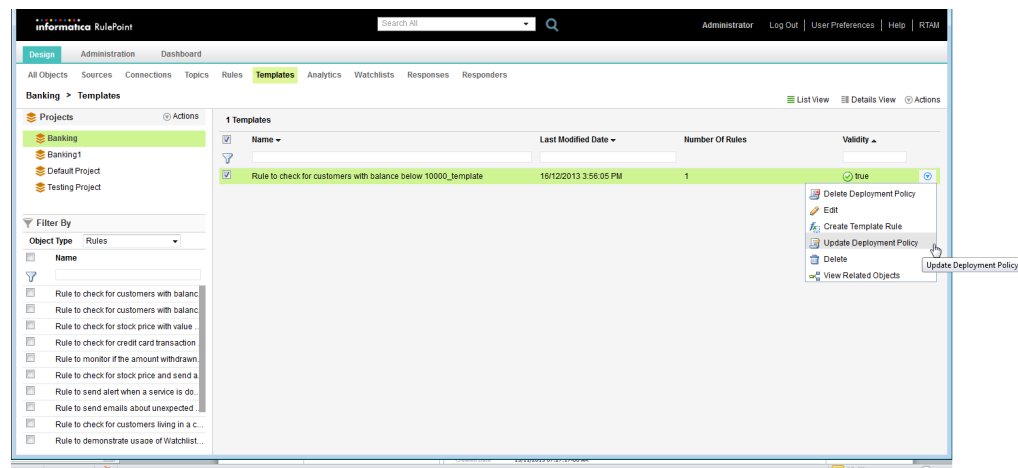 informatica RulePoint Search All Administrator Log Out User Preferences Help RTAM
Design Administration Dashboard
All Objects Sources Connections Topics Rules Templates Analytics Watchlists Responses Responders
Banking > Templates List View Details View Actions
Projects Actions
Banking
Banking1
Default Project
Testing Project
Filter By
Object Type Rules
Name
Rule to check for customers with balanc
Rule to check for customers with balanc
Rule to check for stock price with value ..
Rule to check for credit card transaction
Rule to monitor if the amount withdrawn.
Rule to check for stock price and send a
Rule to send alert when a service is do..
Rule to send emails about unexpected ..
Rule to check for customers living in a c...
Rule to demonstrate usage of Watchlist...
1 Templates
Name Last Modified Date Number Of Rules Validity
Rule to check for customers with balance below 10000_template 16/12/2013 3:56:05 PM 1 true
Delete Deployment Policy
Edit
Create Template Rule
Update Deployment Policy
Delete
View Related Objects
Update Deployment Policy